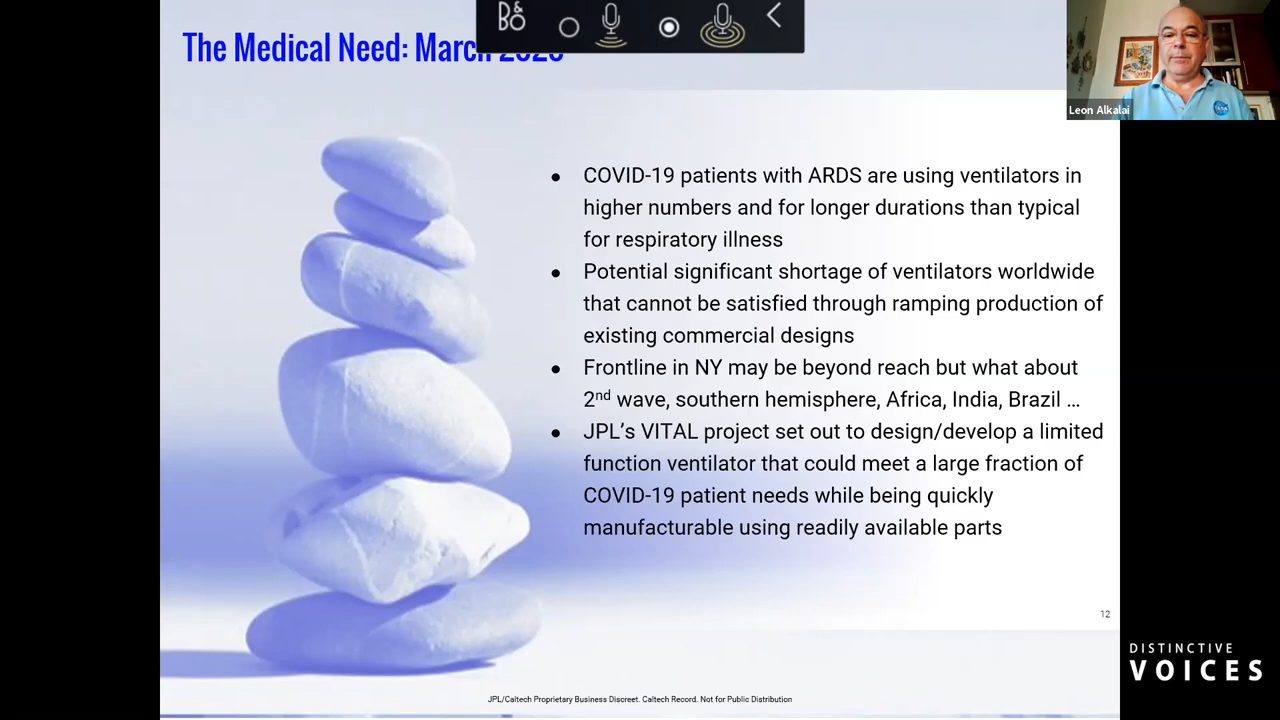 B&
BO
The Medical Need: March 2020
Leon Alkalai
● COVID-19 patients with ARDS are using ventilators in
higher numbers and for longer durations than typical
for respiratory illness
● Potential significant shortage of ventilators worldwide
that cannot be satisfied through ramping production of
existing commercial designs
● Frontline in NY may be beyond reach but what about
2nd wave, southern hemisphere, Africa, India, Brazil ...
● JPL’s VITAL project set out to design/develop a limited
function ventilator that could meet a large fraction of
COVID-19 patient needs while being quickly
manufacturable using readily available parts
12
DISTINCTIVE
VOICES
JPL/Caltech Proprietary Business Discreet. Caltech Record. Not for Public Distribution